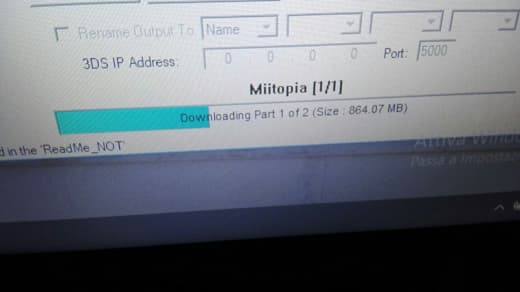 Rename Output To Name
3DS IP Address: 0 0 0 0 Port: 5000
Miitopia [1/1]
Downloading Part 1 of 2 (Size : 864.07 MB)
d in the 'ReadMe_NOT'
Attiva Windo
Passa a Impostaz